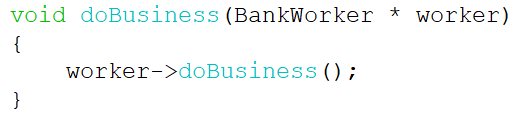 void doBusiness(BankWorker * worker)
{
    worker->doBusiness();
}